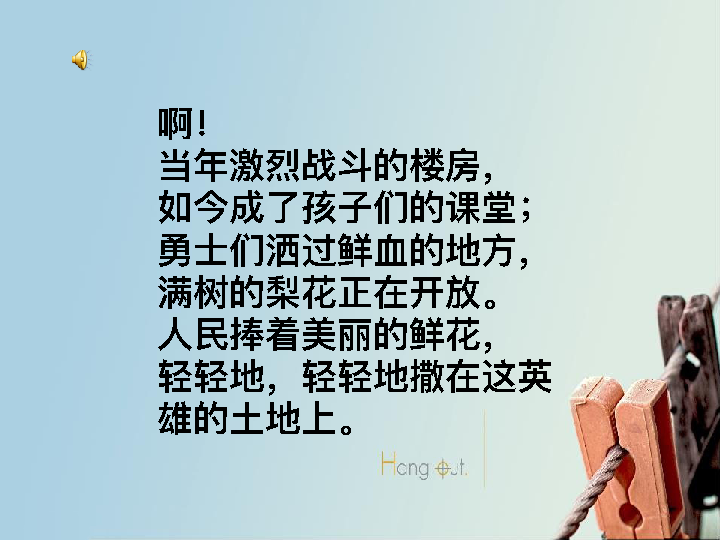 啊!
当年激烈战斗的楼房，
如今成了孩子们的课堂；
勇士们洒过鲜血的地方，
满树的梨花正在开放。
人民捧着美丽的鲜花，
轻轻地，轻轻地撒在这英
雄的土地上。
Hang out.